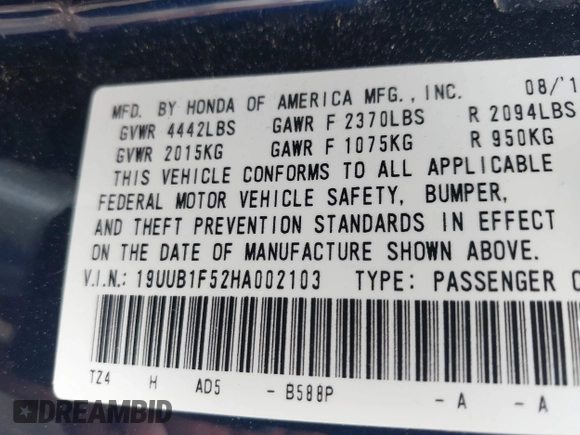 MFD. BY HONDA OF AMERICA MFG., INC. 08/'1
GVWR 4442LBS GAWR F 2370LBS R 2094LBS
GVWR 2015KG GAWR F 1075KG R 950KG
THIS VEHICLE CONFORMS TO ALL APPLICABLE
FEDERAL MOTOR VEHICLE SAFETY, BUMPER,
AND THEFT PREVENTION STANDARDS IN EFFECT
ON THE DATE OF MANUFACTURE SHOWN ABOVE.
V.I.N.: 19UUB1F52HA002103 TYPE: PASSENGER C
TZ4 H AD5 - B588P - A - A
DREAMBID